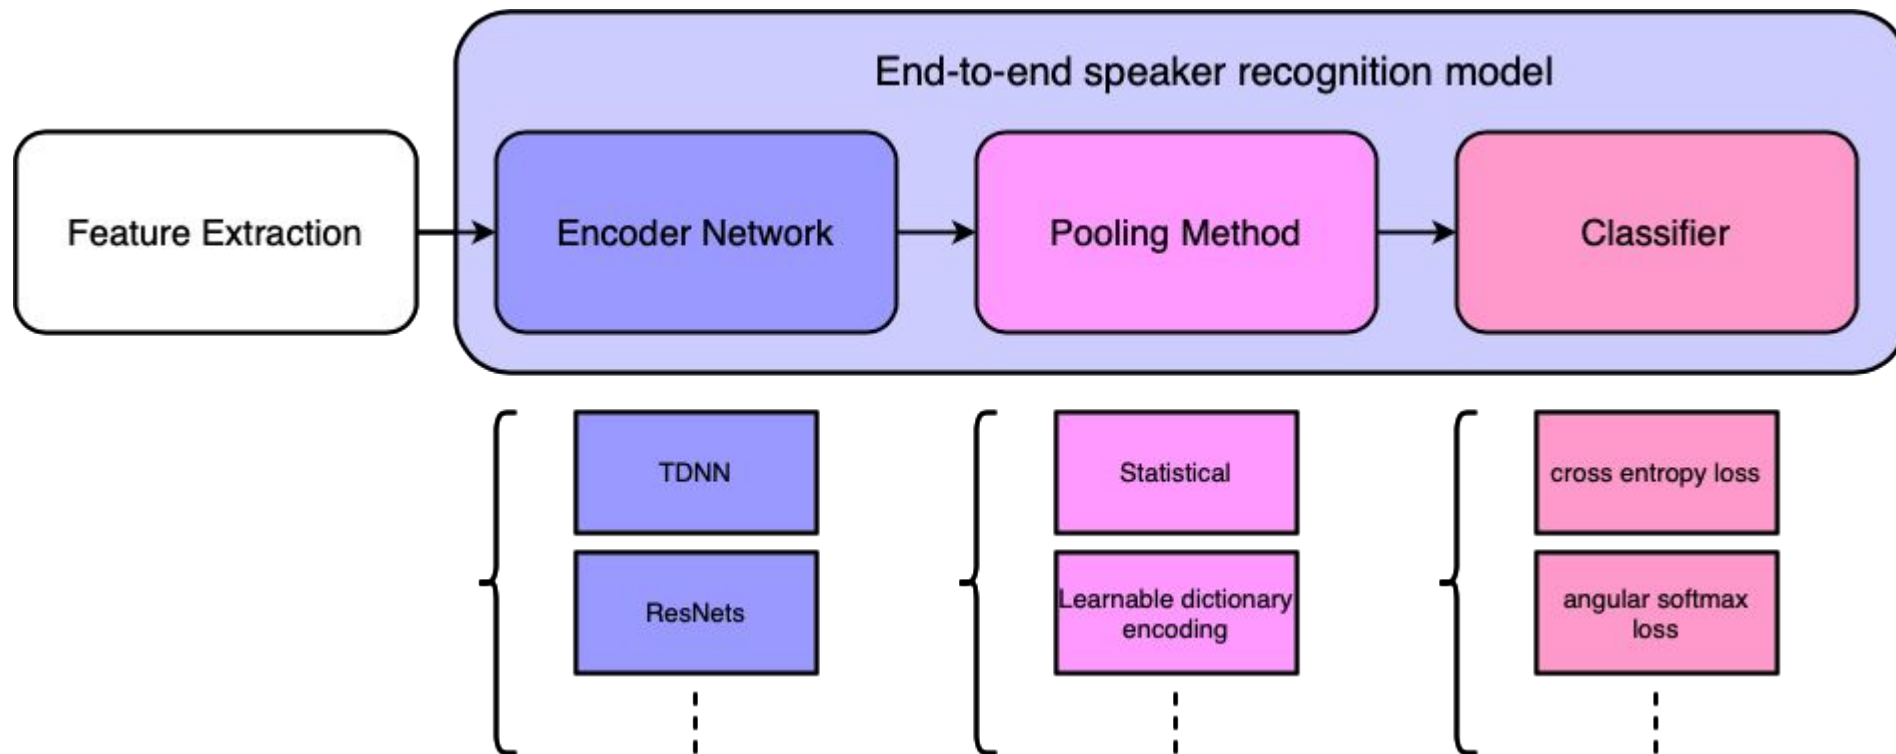 End-to-end speaker recognition model
Feature Extraction
Encoder Network
Pooling Method
Classifier
TDNN
Statistical
cross entropy loss
ResNets
Learnable dictionary
encoding
angular softmax
loss